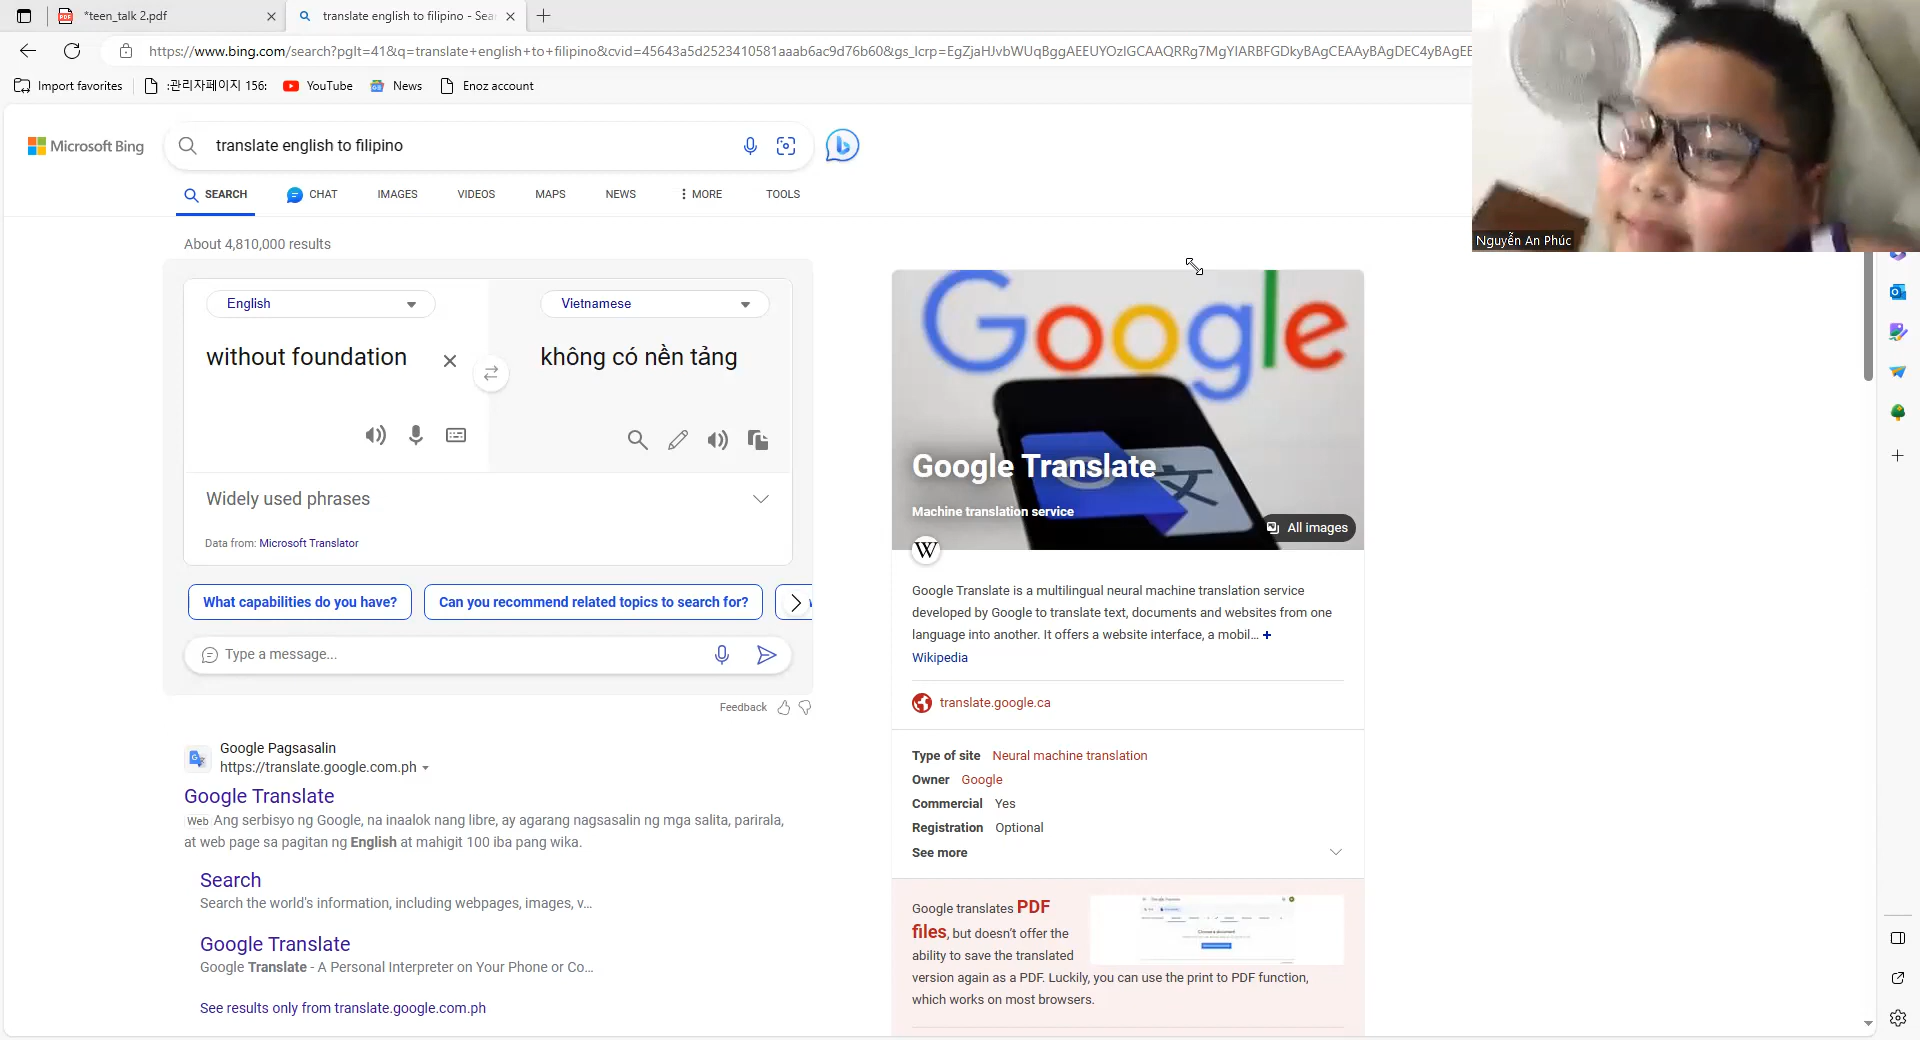 *teen_talk 2.pdf
translate english to filipino - Sea
https://www.bing.com/search?pglt=41&q=translate+english+to+filipino&cvid=45643a5d2523410581aaab6ac9d76b60&gs_lcrp=EgZjaHJvbWUqBggAEEUYOzIGCAAQRRg7MgYIARBFGDkyBAgCEAAyBAgDEC4yBAgEE
Import favorites
:관리자페이지 156:
YouTube
News
Enoz account
Microsoft Bing
translate english to filipino
SEARCH
CHAT
IMAGES
VIDEOS
MAPS
NEWS
MORE
TOOLS
Nguyễn An Phúc
About 4,810,000 results
English
Vietnamese
without foundation
không có nền tảng
Widely used phrases
Data from: Microsoft Translator
What capabilities do you have?
Can you recommend related topics to search for?
Type a message...
Feedback
Google Pagsasalin
https://translate.google.com.ph
Google Translate
Web Ang serbisyo ng Google, na inaalok nang libre, ay agarang nagsasalin ng mga salita, parirala,
at web page sa pagitan ng English at mahigit 100 iba pang wika.
Search
Search the world's information, including webpages, images, v...
Google Translate
Google Translate - A Personal Interpreter on Your Phone or Co...
See results only from translate.google.com.ph
Google
文
Google Translate
Machine translation service
All images
W
Google Translate is a multilingual neural machine translation service
developed by Google to translate text, documents and websites from one
language into another. It offers a website interface, a mobil... +
Wikipedia
translate.google.ca
Type of site Neural machine translation
Owner Google
Commercial Yes
Registration Optional
See more
Google translates PDF
files, but doesn't offer the
ability to save the translated
version again as a PDF. Luckily, you can use the print to PDF function,
which works on most browsers.